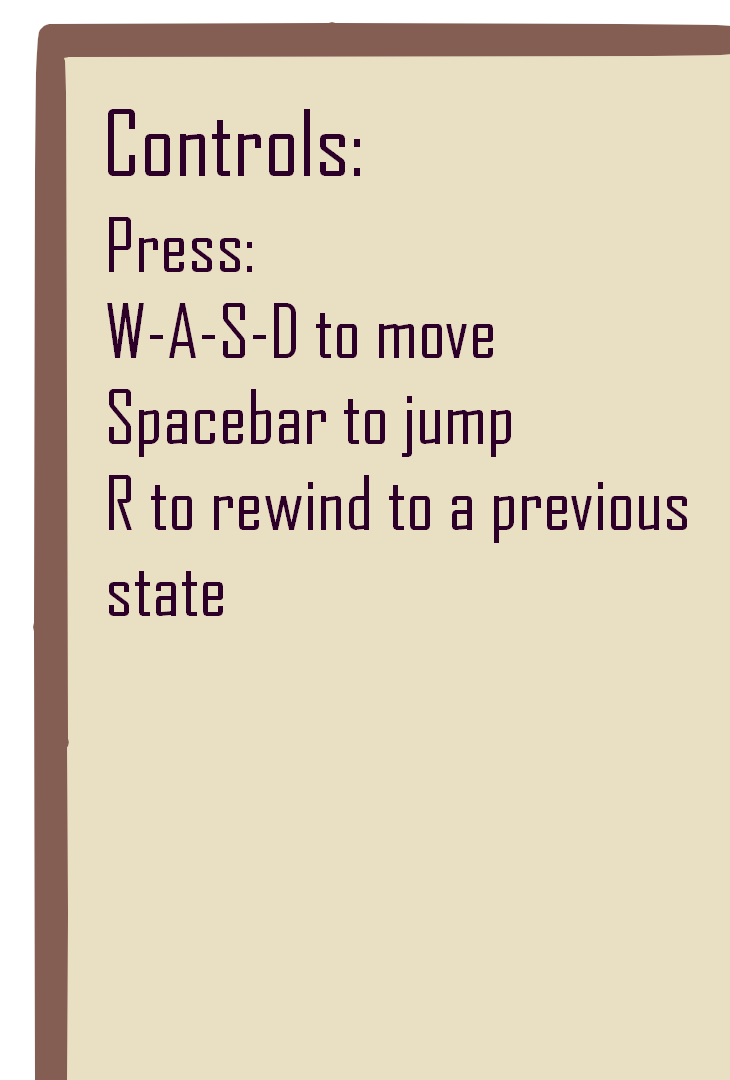 Controls:
Press:
W-A-S-D to move
Spacebar to jump
R to rewind to a previous
state